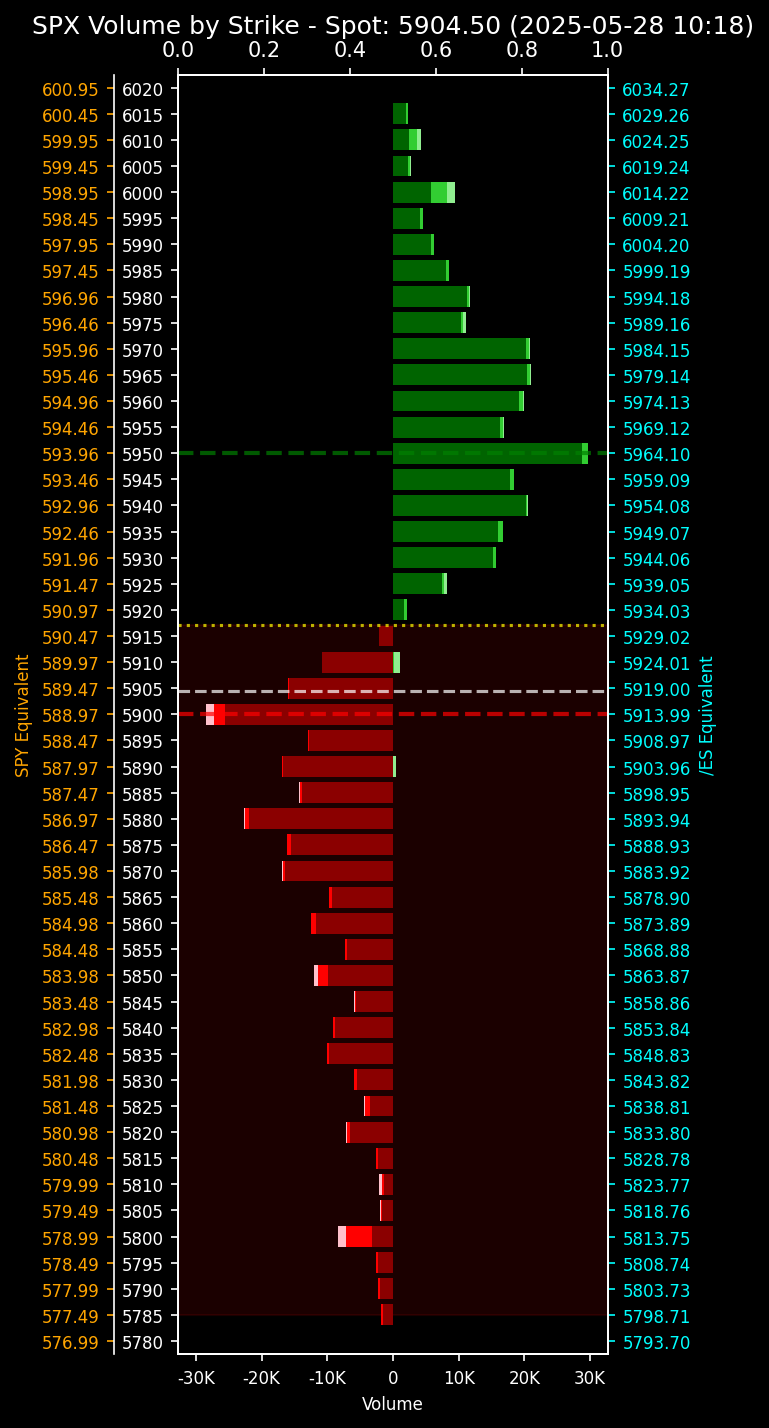 SPX Volume by Strike - Spot: 5904.50 (2025-05-28 10:18)
0.0 0.2 0.4 0.6 0.8 1.0
600.95 6020 6034.27
600.45 6015 6029.26
599.95 6010 6024.25
599.45 6005 6019.24
598.95 6000 6014.22
598.45 5995 6009.21
597.95 5990 6004.20
597.45 5985 5999.19
596.96 5980 5994.18
596.46 5975 5989.16
595.96 5970 5984.15
595.46 5965 5979.14
594.96 5960 5974.13
594.46 5955 5969.12
593.96 5950 5964.10
593.46 5945 5959.09
592.96 5940 5954.08
592.46 5935 5949.07
591.96 5930 5944.06
591.47 5925 5939.05
590.97 5920 5934.03
590.47 5915 5929.02
589.97 5910 5924.01
589.47 5905 5919.00
588.97 5900 5913.99
588.47 5895 5908.97
587.97 5890 5903.96
587.47 5885 5898.95
586.97 5880 5893.94
586.47 5875 5888.93
585.98 5870 5883.92
585.48 5865 5878.90
584.98 5860 5873.89
584.48 5855 5868.88
583.98 5850 5863.87
583.48 5845 5858.86
582.98 5840 5853.84
582.48 5835 5848.83
581.98 5830 5843.82
581.48 5825 5838.81
580.98 5820 5833.80
580.48 5815 5828.78
579.99 5810 5823.77
579.49 5805 5818.76
578.99 5800 5813.75
578.49 5795 5808.74
577.99 5790 5803.73
577.49 5785 5798.71
576.99 5780 5793.70
SPY Equivalent
/ES Equivalent
-30K -20K -10K 0 10K 20K 30K
Volume